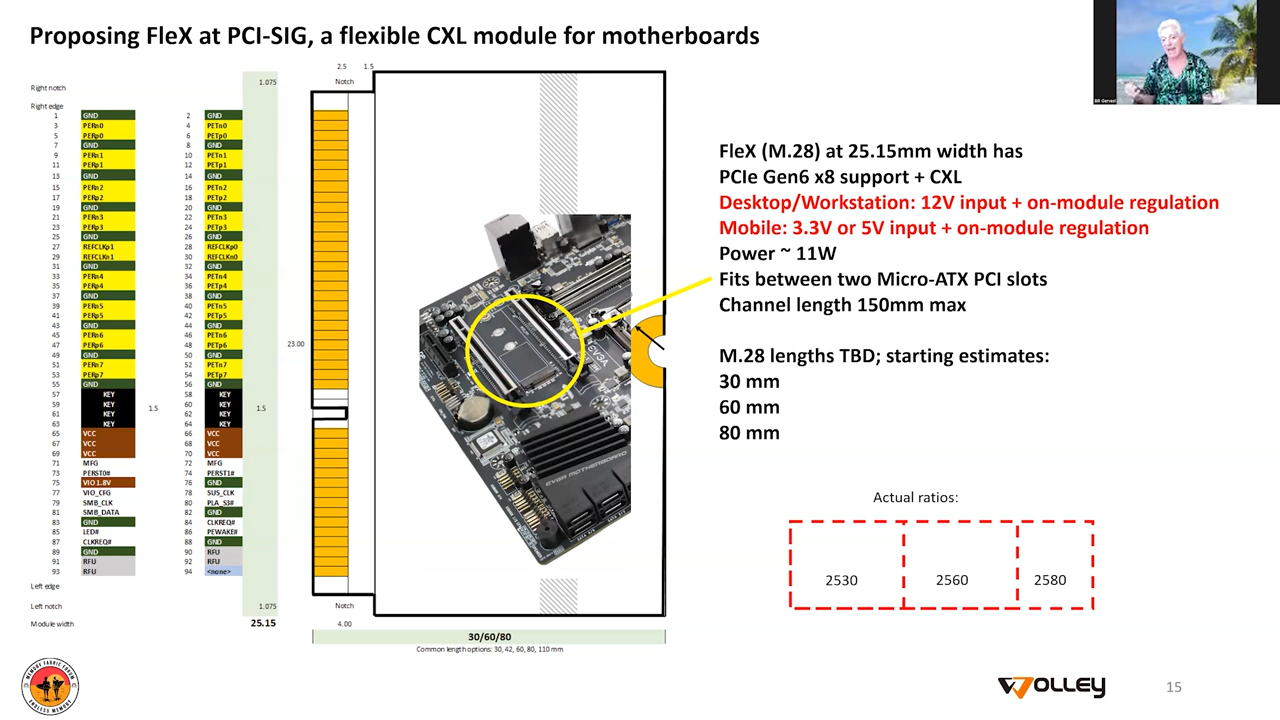 Proposing FleX at PCI-SIG, a flexible CXL module for motherboards
Bill Gervasi
2.5 1.5
Right notch 1.075 Notch
Right edge
1 GND 2 GND
3 PERn0 4 PETn0
5 PERp0 6 PETp0
7 GND 8 GND
9 PERn1 10 PETn1
11 PERp1 12 PETp1
13 GND 14 GND
15 PERn2 16 PETn2
17 PERp2 18 PETp2
19 GND 20 GND
21 PERn3 22 PETn3
23 PERp3 24 PETp3
25 GND 26 GND
27 REFCLKp1 28 REFCLKp0
29 REFCLKn1 30 REFCLKn0
31 GND 32 GND
33 PERn4 34 PETn4
35 PERp4 36 PETp4
37 GND 38 GND
39 PERn5 40 PETn5
41 PERp5 42 PETp5
43 GND 44 GND
45 PERn6 46 PETn6
47 PERp6 48 PETp6
49 GND 50 GND
51 PERn7 52 PETn7
53 PERp7 54 PETp7
55 GND 56 GND
57 KEY 58 KEY
59 KEY 60 KEY
61 KEY 1.5 62 KEY 1.5
63 KEY 64 KEY
65 VCC 66 VCC
67 VCC 68 VCC
69 VCC 70 VCC
71 MFG 72 MFG
73 PERST0# 74 PERST1#
75 VIO 1.8V 76 GND
77 VIO_CFG 78 SUS_CLK
79 SMB_CLK 80 PLA_S3#
81 SMB_DATA 82 GND
83 GND 84 CLKREQ#
85 LED# 86 PEWAKE#
87 CLKREQ# 88 GND
89 GND 90 RFU
91 RFU 92 RFU
93 RFU 94 <none>
Left edge
Left notch 1.075 Notch
Module width 25.15 4.00
23.00
EVGA
EVGA MOTHERBOARD
30/60/80
Common length options: 30, 42, 60, 80, 110 mm
FleX (M.28) at 25.15mm width has
PCIe Gen6 x8 support + CXL
Desktop/Workstation: 12V input + on-module regulation
Mobile: 3.3V or 5V input + on-module regulation
Power ~ 11W
Fits between two Micro-ATX PCI slots
Channel length 150mm max
M.28 lengths TBD; starting estimates:
30 mm
60 mm
80 mm
Actual ratios:
2530 2560 2580
MEMORY FABRIC FORUM
ENDLESS MEMORY
WOLLEY
15